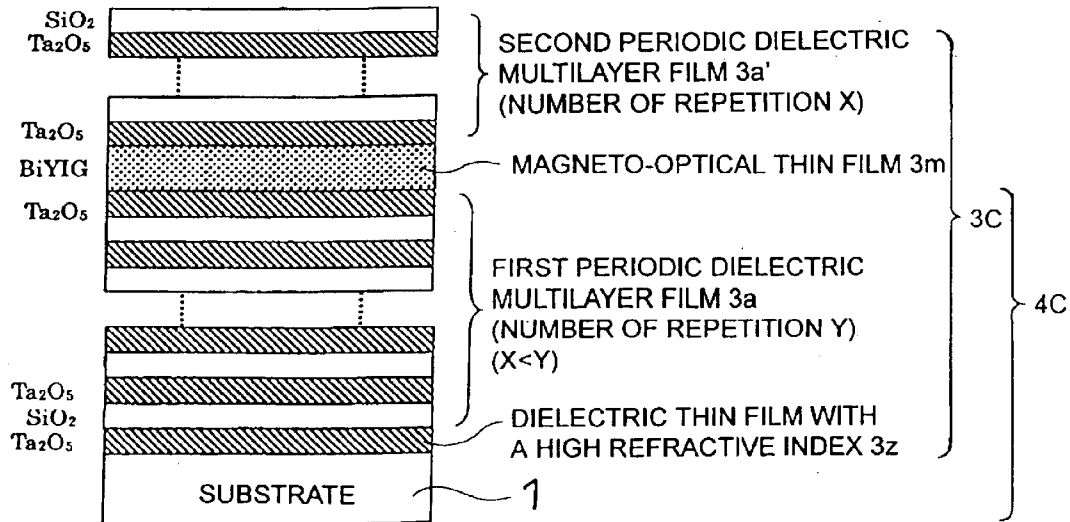 SiO₂
Ta₂O₅
SECOND PERIODIC DIELECTRIC
MULTILAYER FILM 3a'
(NUMBER OF REPETITION X)
Ta₂O₅
BiYIG
MAGNETO-OPTICAL THIN FILM 3m
Ta₂O₅
3C
FIRST PERIODIC DIELECTRIC
MULTILAYER FILM 3a
(NUMBER OF REPETITION Y)
(X<Y)
4C
Ta₂O₅
SiO₂
Ta₂O₅
DIELECTRIC THIN FILM WITH
A HIGH REFRACTIVE INDEX 3z
SUBSTRATE
1